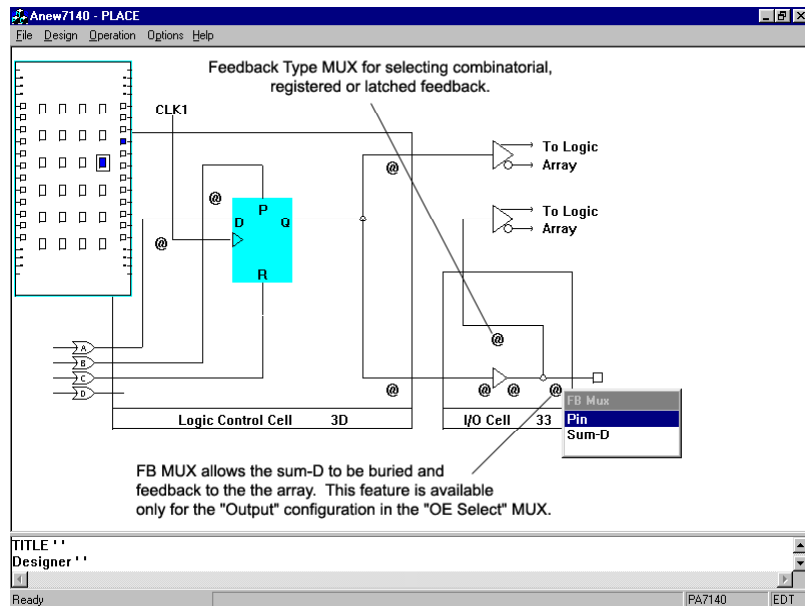 Anew7140 - PLACE
File Design Operation Options Help
Feedback Type MUX for selecting combinatorial,
registered or latched feedback.
CLK1
To Logic
Array
@
@
P
D Q
To Logic
Array
@
R
@
A
B
C
D
@ @ @ @
FB Mux
Pin
Sum-D
Logic Control Cell 3D
I/O Cell 33
FB MUX allows the sum-D to be buried and
feedback to the the array. This feature is available
only for the "Output" configuration in the "OE Select" MUX.
TITLE ' '
Designer ' '
Ready
PA7140 EDT